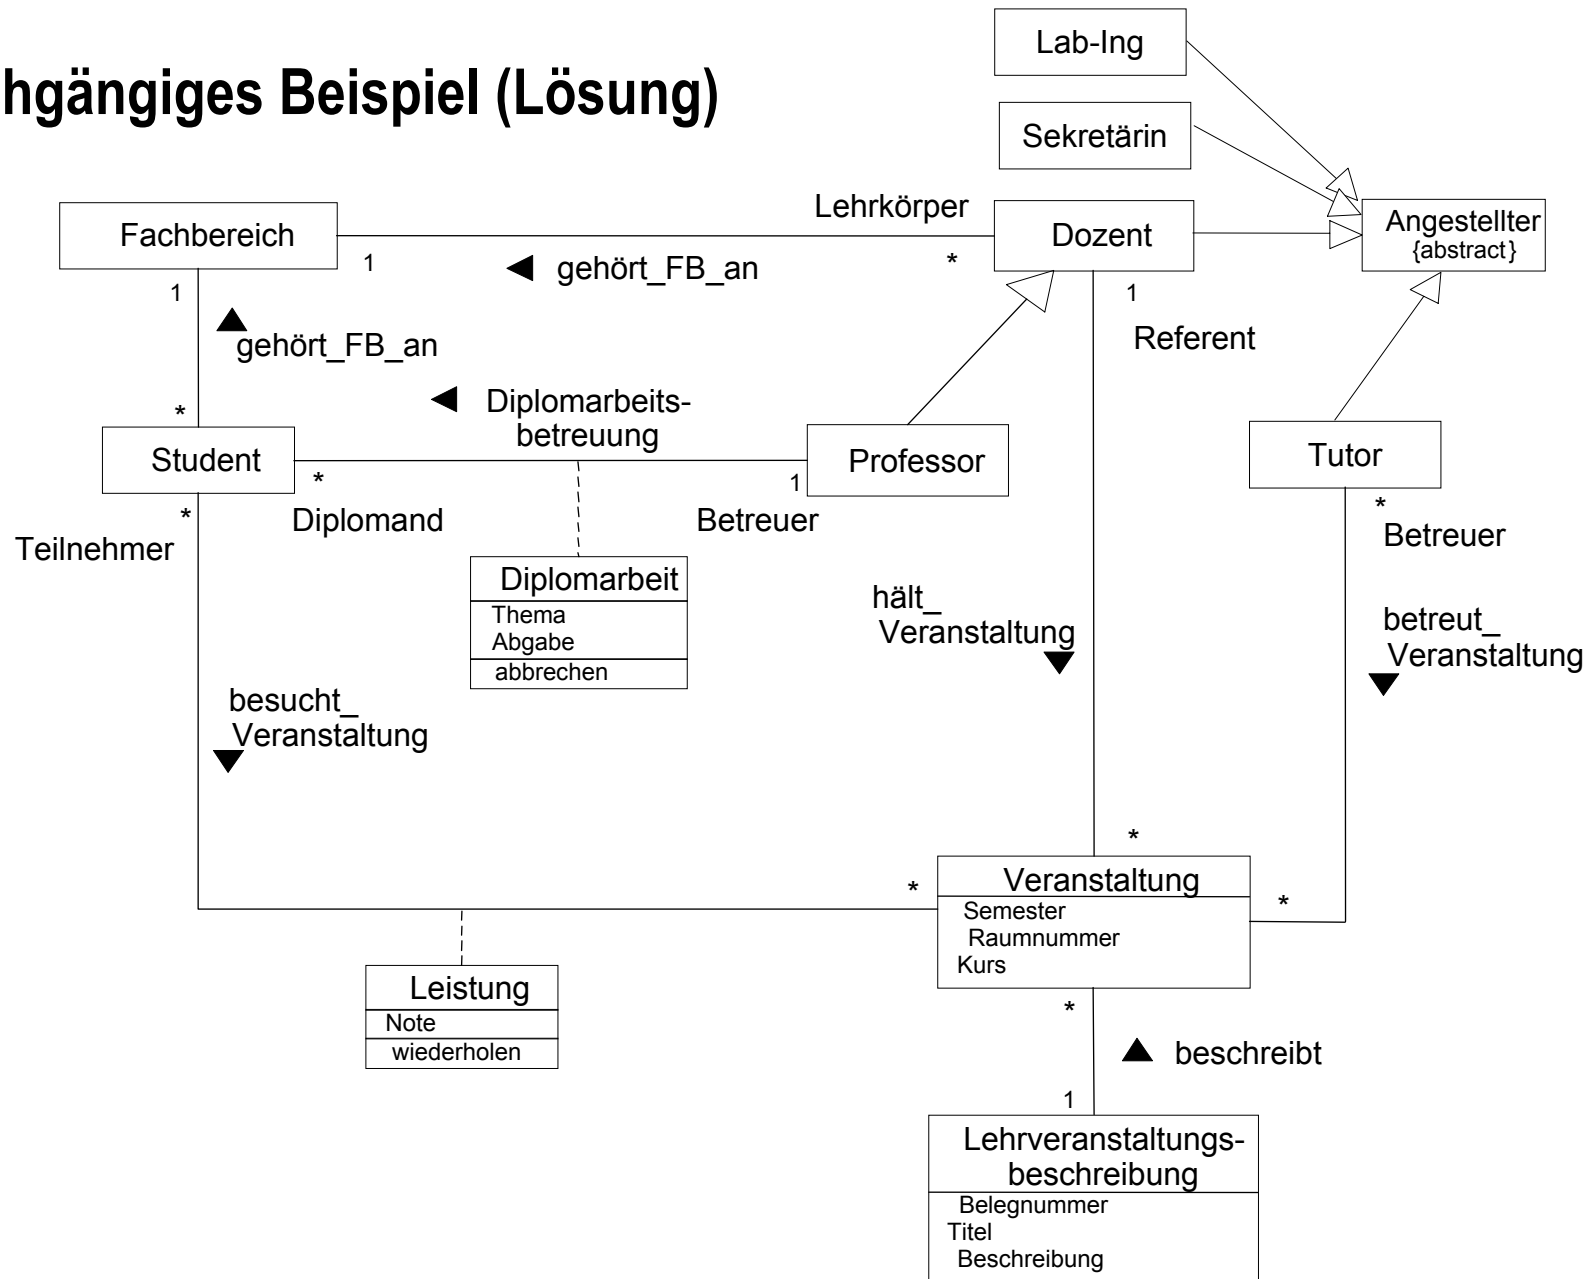 hgängiges Beispiel (Lösung)
Lab-Ing
Sekretärin
Fachbereich
Lehrkörper
Dozent
Angestellter
{abstract}
1
gehört_FB_an
*
1
1
Referent
gehört_FB_an
*
Diplomarbeits-
betreuung
Student
*
Diplomand
1
Betreuer
Professor
Tutor
*
Teilnehmer
*
Betreuer
Diplomarbeit
Thema
Abgabe
abbrechen
hält_
Veranstaltung
betreut_
Veranstaltung
besucht_
Veranstaltung
*
*
*
Veranstaltung
Semester
Raumnummer
Kurs
Leistung
Note
wiederholen
*
beschreibt
1
Lehrveranstaltungs-
beschreibung
Belegnummer
Titel
Beschreibung